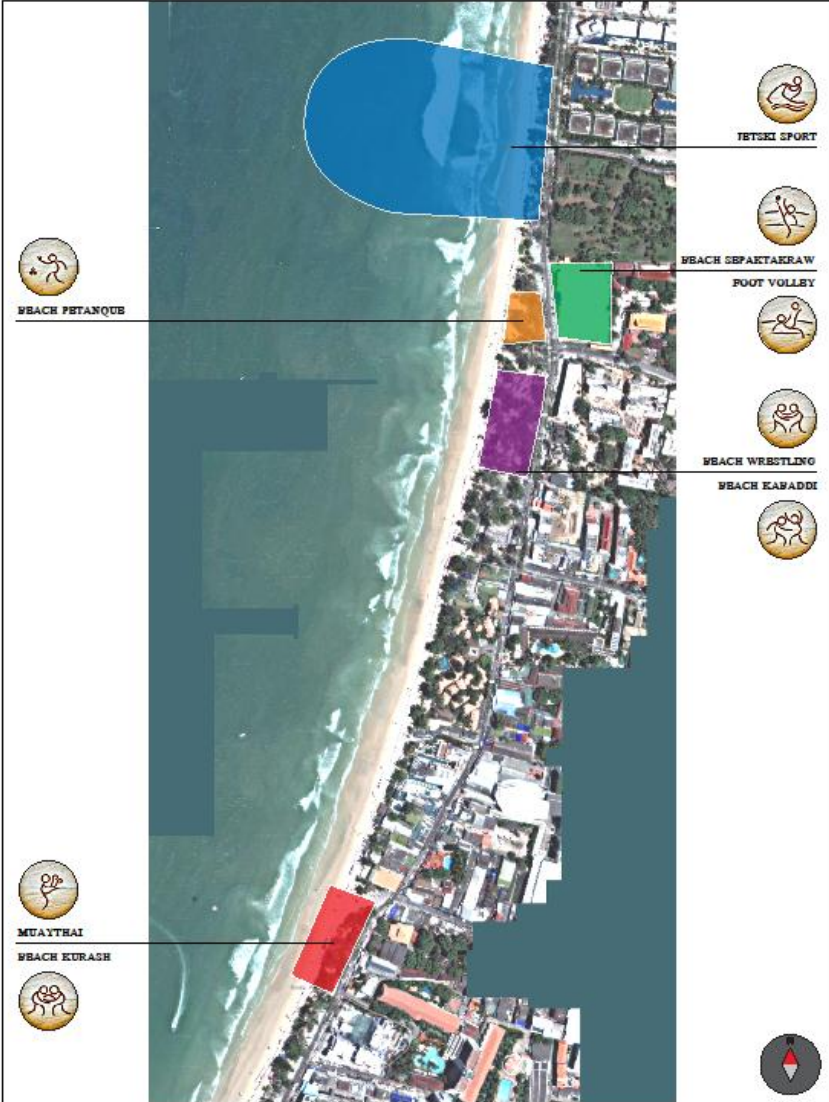 JETSKI SPORT
BEACH SEPAKTAKRAW
FOOT VOLLEY
BEACH PETANQUE
BEACH WRESTLING
BEACH KABADDI
MUAYTHAI
BEACH KURASH
N